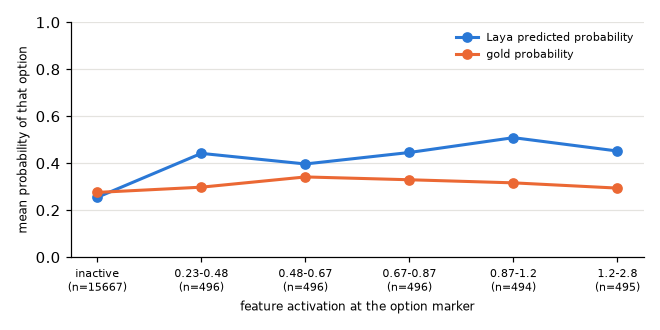 1.0
0.8
0.6
0.4
0.2
0.0
mean probability of that option
Laya predicted probability
gold probability
inactive
(n=15667)
0.23-0.48
(n=496)
0.48-0.67
(n=496)
0.67-0.87
(n=496)
0.87-1.2
(n=494)
1.2-2.8
(n=495)
feature activation at the option marker